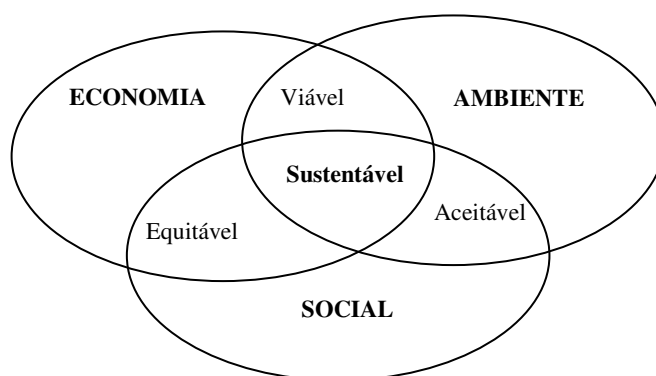 ECONOMIA
Viável
AMBIENTE
Sustentável
Equitável
Aceitável
SOCIAL